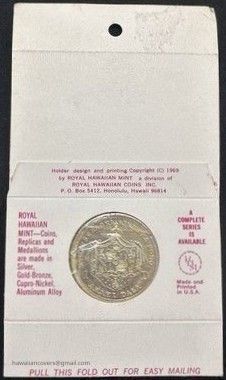 Holder design and printing Copyright (C) 1969
by ROYAL HAWAIIAN MINT a division of
ROYAL HAWAIIAN COINS INC.
P. O. Box 5412, Honolulu, Hawaii 96814
ROYAL
HAWAIIAN
MINT—Coins,
Replicas and
Medallions
are made in
Silver,
Gold-Bronze,
Cupro-Nickel,
Aluminum Alloy
A
COMPLETE
SERIES
IS
AVAILABLE
Made and
Printed in
U.S.A.
hawaiiancovers@gmail.com
PULL THIS FOLD OUT FOR EASY MAILING